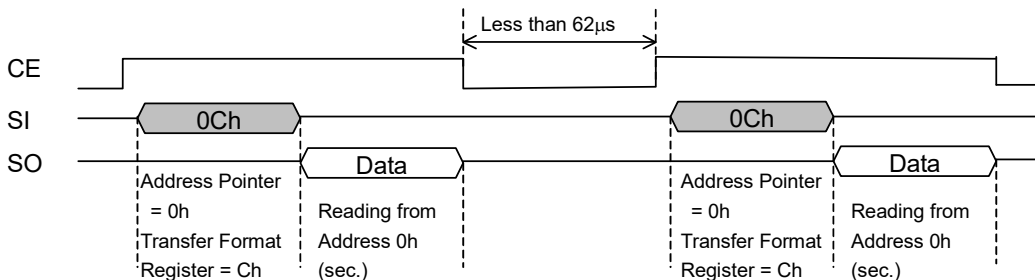 Less than 62μs
CE
SI
0Ch
0Ch
SO
Data
Data
Address Pointer
= 0h
Transfer Format
Register = Ch
Reading from
Address 0h
(sec.)
Address Pointer
= 0h
Transfer Format
Register = Ch
Reading from
Address 0h
(sec.)